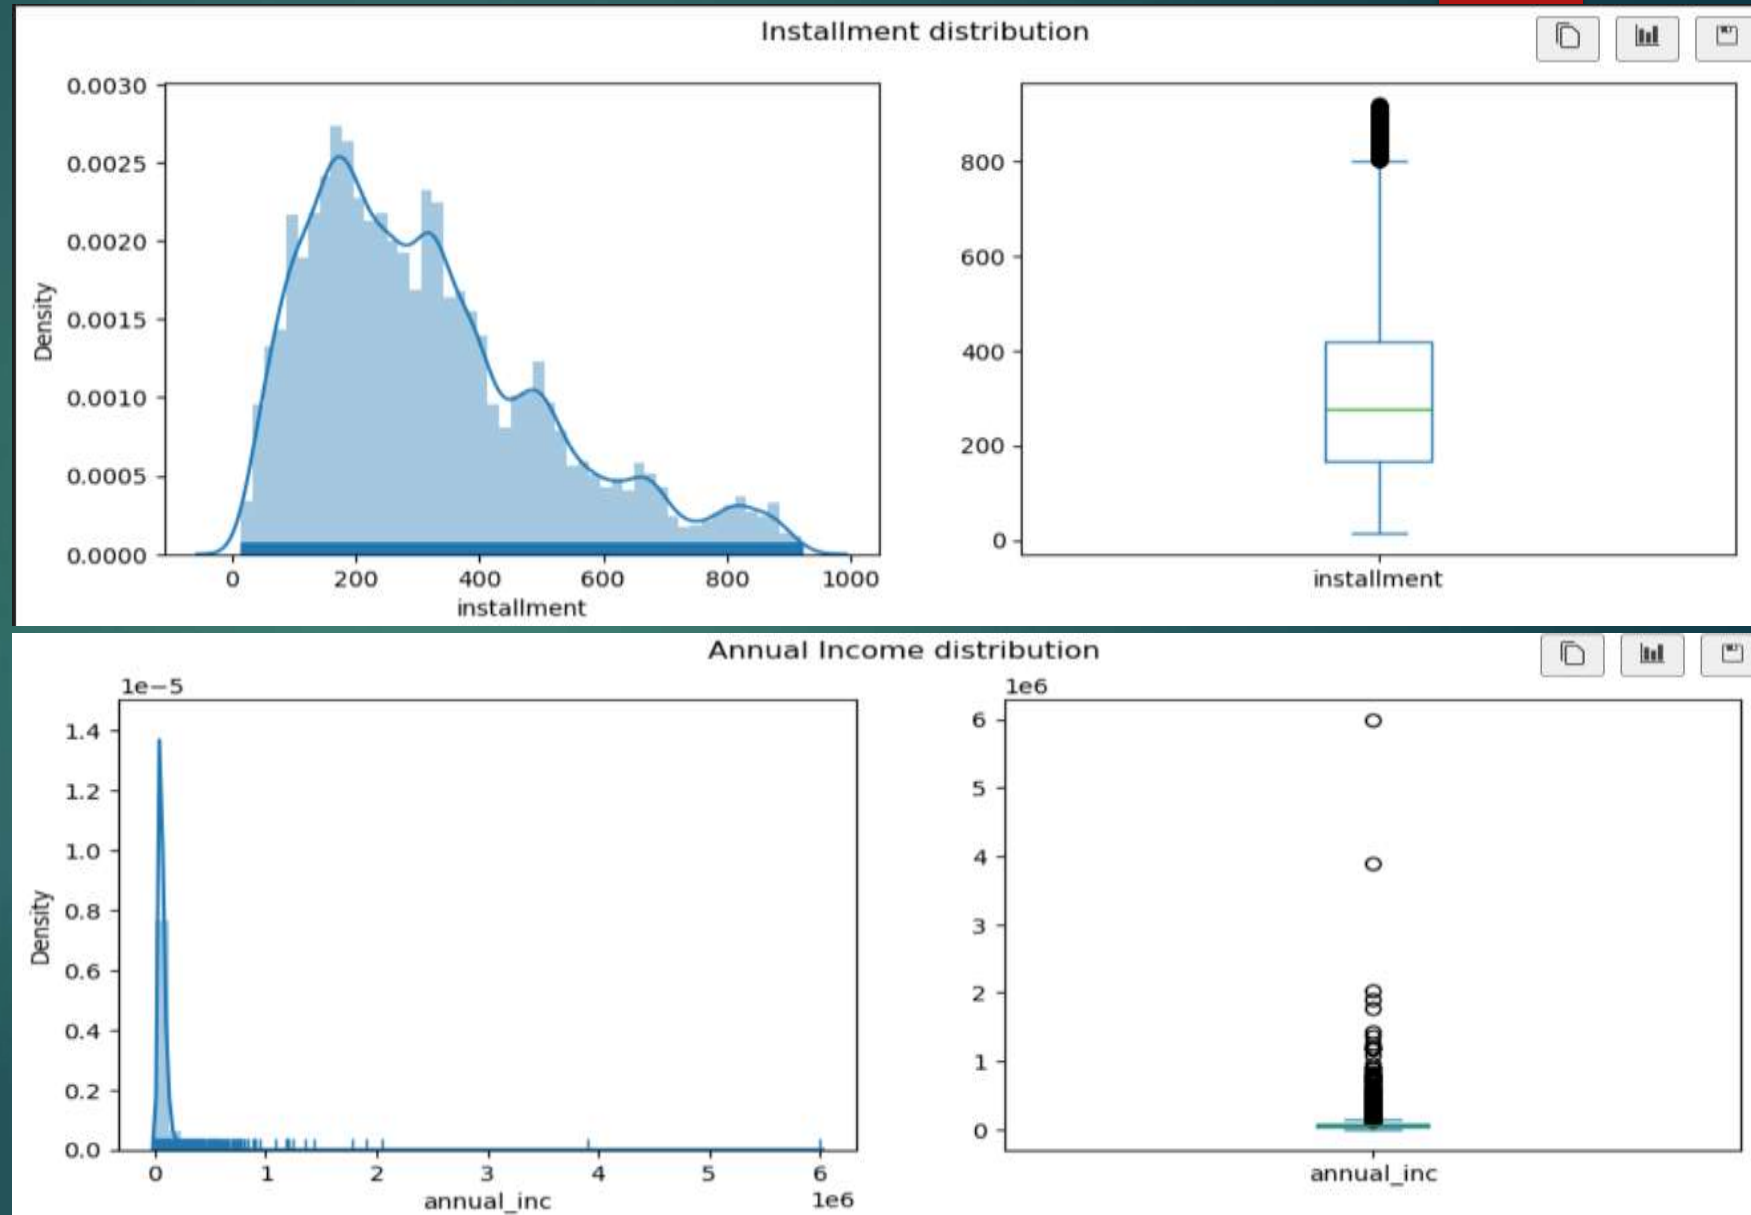 Installment distribution
0.0030
0.0025
0.0020
0.0015
0.0010
0.0005
0.0000
Density
0 200 400 600 800 1000
installment
800
600
400
200
0
installment
Annual Income distribution
1e−5
1.4
1.2
1.0
0.8
0.6
0.4
0.2
0.0
Density
0 1 2 3 4 5 6
1e6
annual_inc
1e6
6
5
4
3
2
1
0
annual_inc